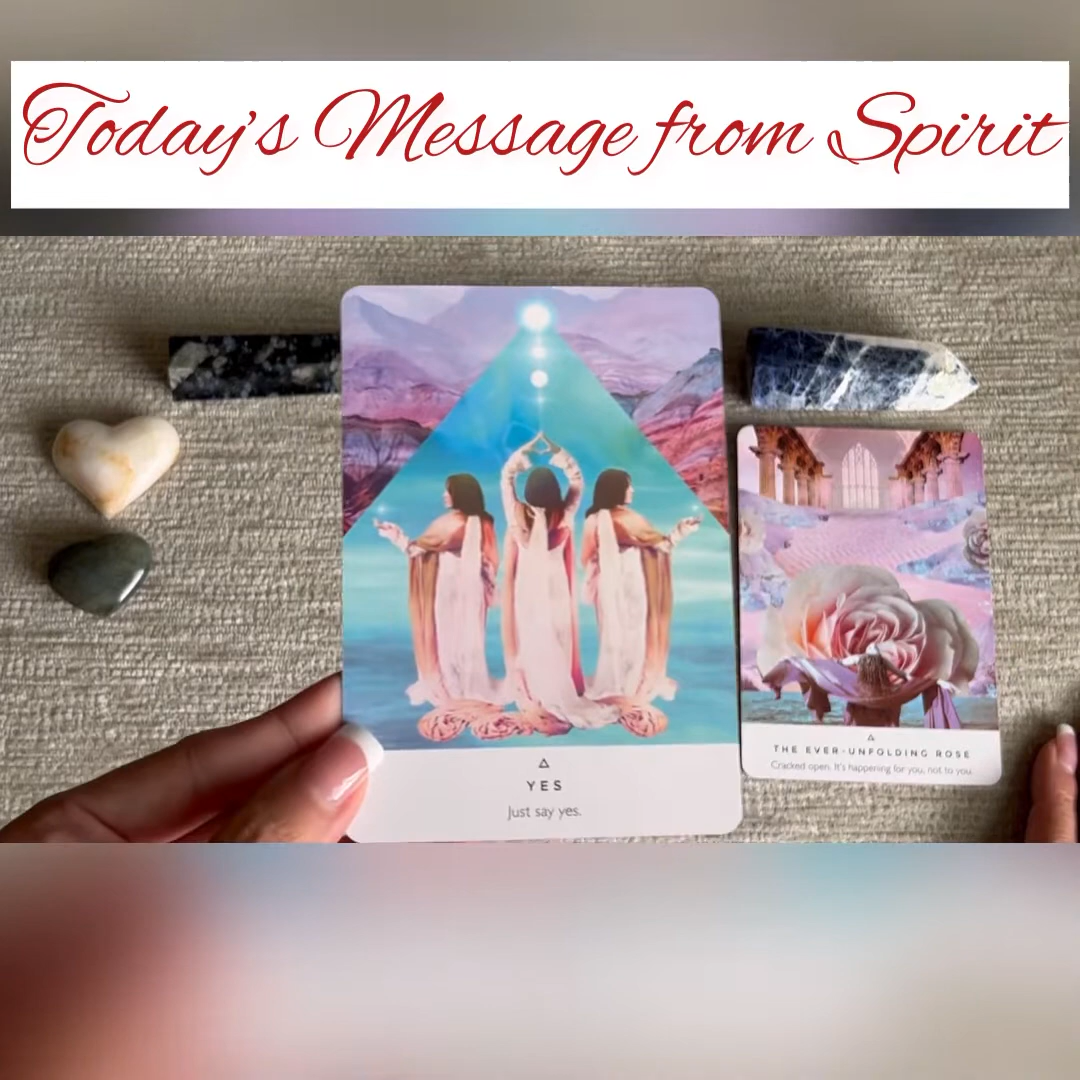 Today's Message from Spirit
YES
Just say yes.
THE EVER-UNFOLDING ROSE
Cracked open. It's happening for you, not to you.